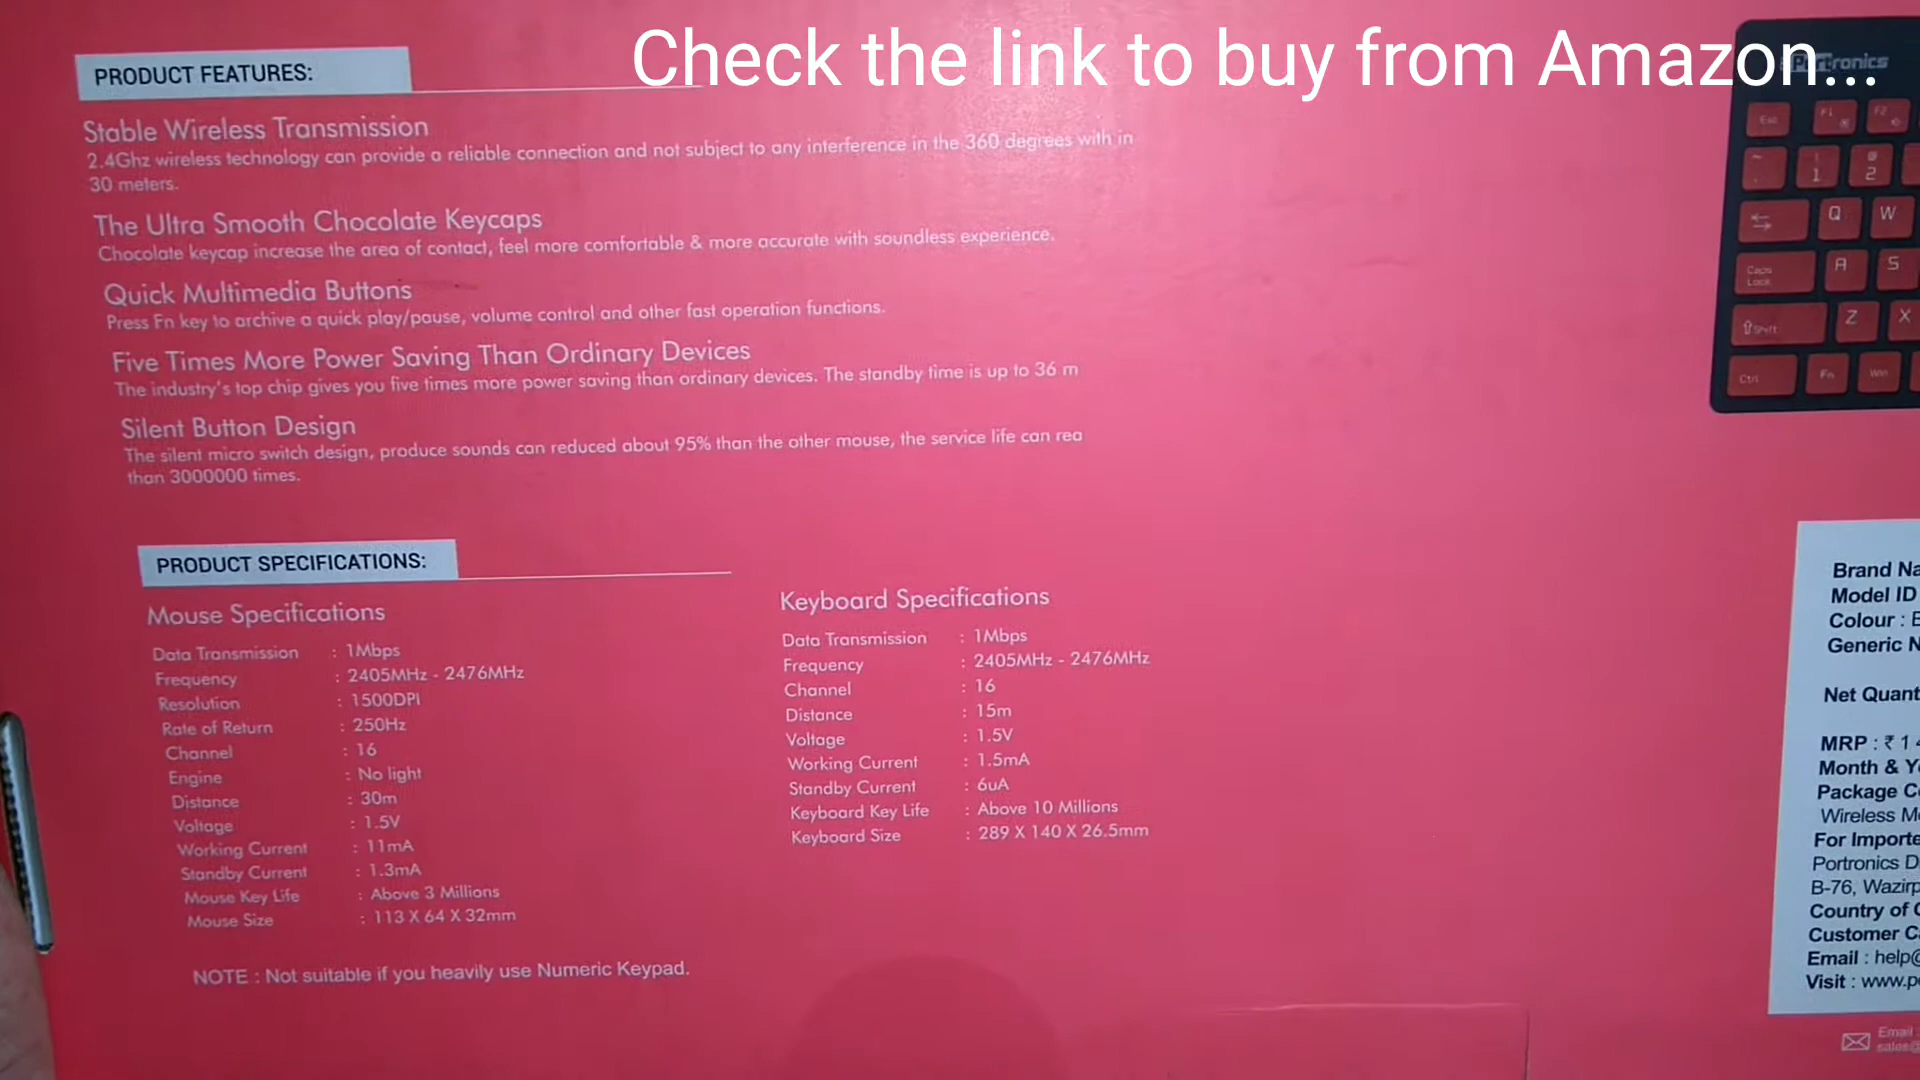 Check the link to buy from Amazon...
PRODUCT FEATURES:
Stable Wireless Transmission
2.4Ghz wireless technology can provide a reliable connection and not subject to any interference in the 360 degrees with in
30 meters.
The Ultra Smooth Chocolate Keycaps
Chocolate keycap increase the area of contact, feel more comfortable & more accurate with soundless experience.
Quick Multimedia Buttons
Press Fn key to archive a quick play/pause, volume control and other fast operation functions.
Five Times More Power Saving Than Ordinary Devices
The industry's top chip gives you five times more power saving than ordinary devices. The standby time is up to 36 m
Silent Button Design
The silent micro switch design, produce sounds can reduced about 95% than the other mouse, the service life can rea
than 3000000 times.
PRODUCT SPECIFICATIONS:
Mouse Specifications
Data Transmission : 1Mbps
Frequency : 2405MHz - 2476MHz
Resolution : 1500DPI
Rate of Return : 250Hz
Channel : 16
Engine : No light
Distance : 30m
Voltage : 1.5V
Working Current : 11mA
Standby Current : 1.3mA
Mouse Key Life : Above 3 Millions
Mouse Size : 113 X 64 X 32mm
Keyboard Specifications
Data Transmission : 1Mbps
Frequency : 2405MHz - 2476MHz
Channel : 16
Distance : 15m
Voltage : 1.5V
Working Current : 1.5mA
Standby Current : 6uA
Keyboard Key Life : Above 10 Millions
Keyboard Size : 289 X 140 X 26.5mm
NOTE : Not suitable if you heavily use Numeric Keypad.
Portronics
Esc F1 F2
~ ! 1 @ 2
Q W
Caps Lock A S
Shift Z X
Ctrl Fn Win
Brand Na
Model ID
Colour :
Generic N
Net Quant
MRP : ₹ 1
Month & Y
Package C
Wireless M
For Importe
Portronics D
B-76, Wazirp
Country of
Customer C
Email : help@
Visit : www.p
Email :
sales@